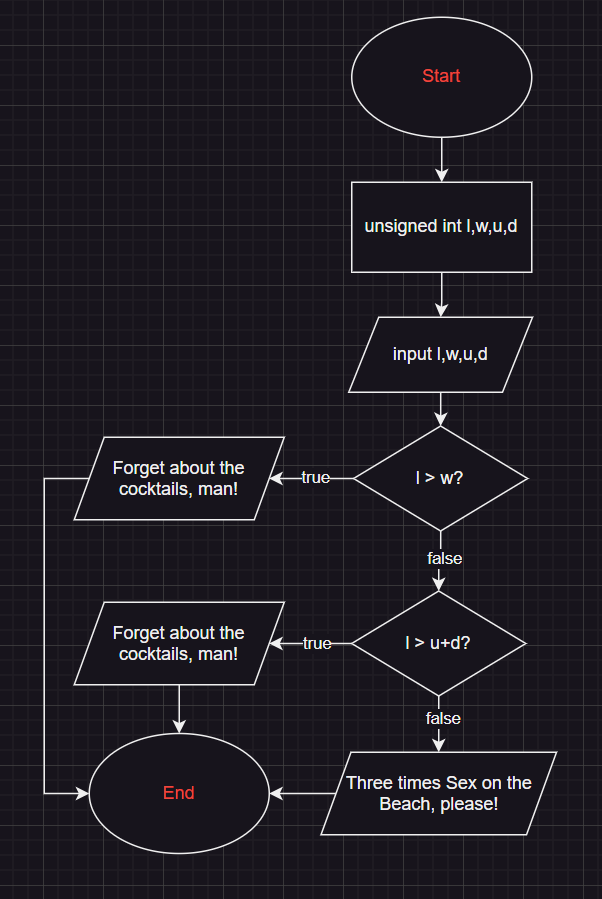 Start
unsigned int l,w,u,d
input l,w,u,d
l > w?
true
Forget about the
cocktails, man!
false
l > u+d?
true
Forget about the
cocktails, man!
false
Three times Sex on the
Beach, please!
End